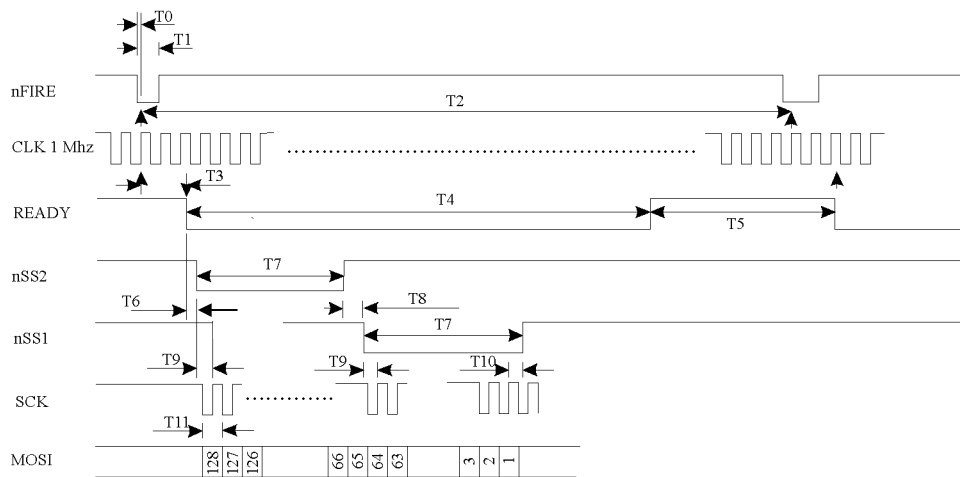 T0
T1
nFIRE
T2
CLK 1 Mhz
T3
READY
T4
T5
nSS2
T7
T6
T8
nSS1
T7
T9
T9
T10
SCK
T11
MOSI
128
127
126
66
65
64
63
3
2
1